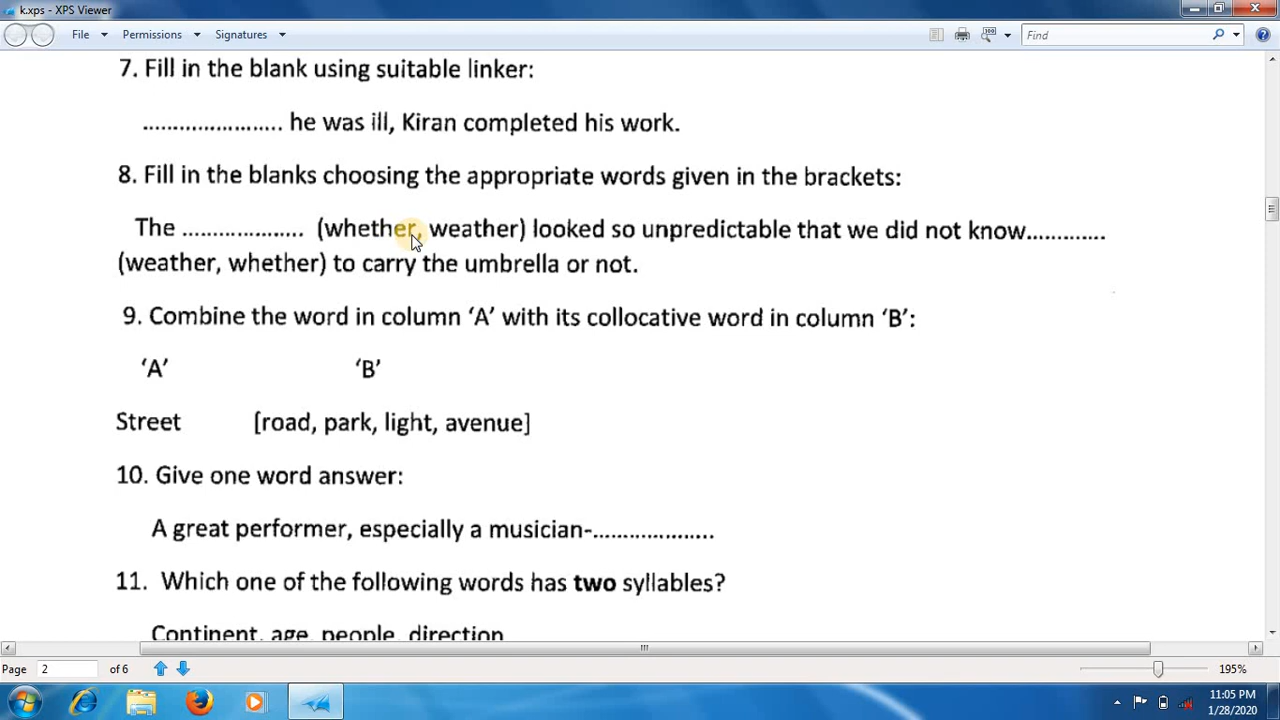 k.xps - XPS Viewer
File Permissions Signatures Find
7. Fill in the blank using suitable linker:
....................... he was ill, Kiran completed his work.
8. Fill in the blanks choosing the appropriate words given in the brackets:
The .................... (whether, weather) looked so unpredictable that we did not know.............
(weather, whether) to carry the umbrella or not.
9. Combine the word in column ‘A’ with its collocative word in column ‘B’:
‘A’ ‘B’
Street [road, park, light, avenue]
10. Give one word answer:
A great performer, especially a musician-....................
11. Which one of the following words has two syllables?
Continent, age, people, direction
Page 2 of 6 195%
11:05 PM
1/28/2020